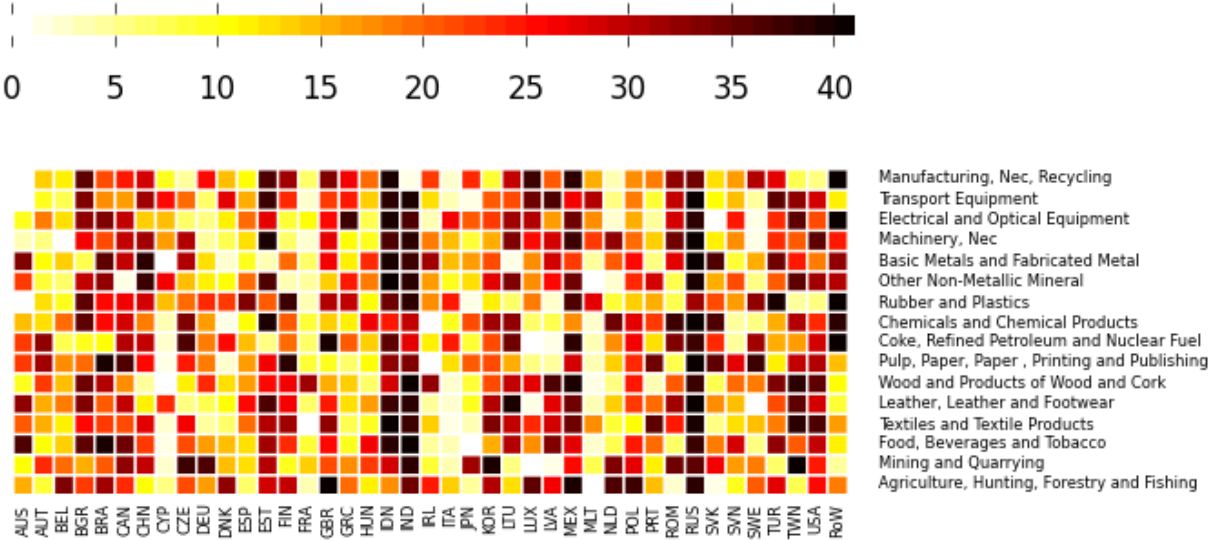 0 5 10 15 20 25 30 35 40
Manufacturing, Nec, Recycling
Transport Equipment
Electrical and Optical Equipment
Machinery, Nec
Basic Metals and Fabricated Metal
Other Non-Metallic Mineral
Rubber and Plastics
Chemicals and Chemical Products
Coke, Refined Petroleum and Nuclear Fuel
Pulp, Paper, Paper , Printing and Publishing
Wood and Products of Wood and Cork
Leather, Leather and Footwear
Textiles and Textile Products
Food, Beverages and Tobacco
Mining and Quarrying
Agriculture, Hunting, Forestry and Fishing
AUS AUT BEL BGR BRA CAN CHN CYP CZE DEU DNK ESP EST FIN FRA GBR GRC HUN IDN IND IRL ITA JPN KOR LTU LUX LVA MEX MLT NLD POL PRT ROM RUS SVK SVN SWE TUR TWN USA RoW